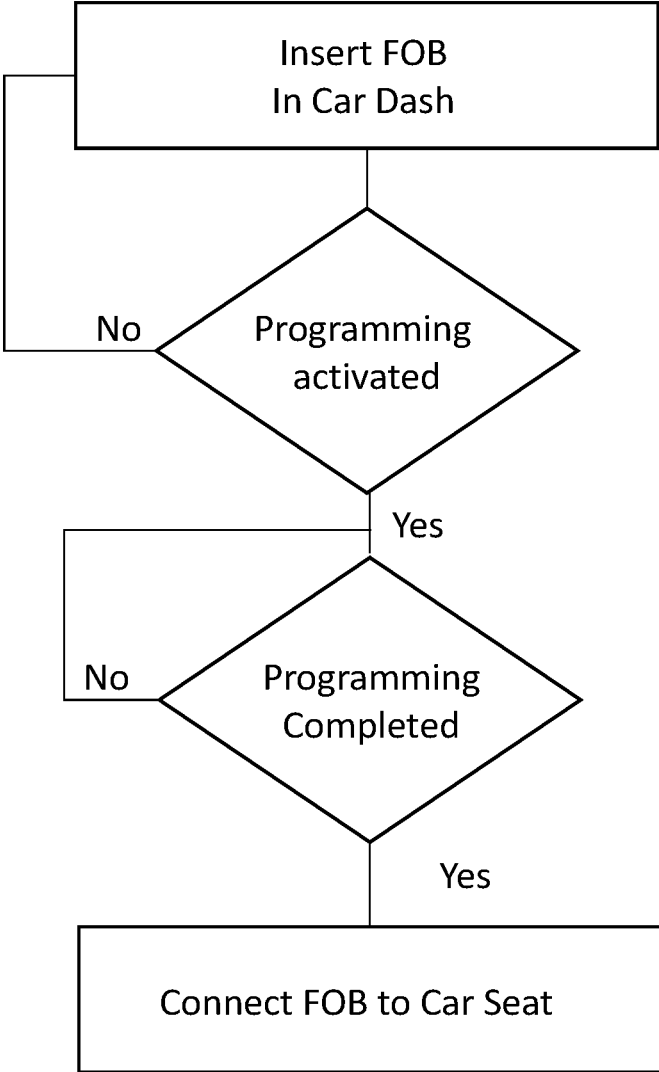 Insert FOB
In Car Dash
No
Programming
activated
Yes
No
Programming
Completed
Yes
Connect FOB to Car Seat